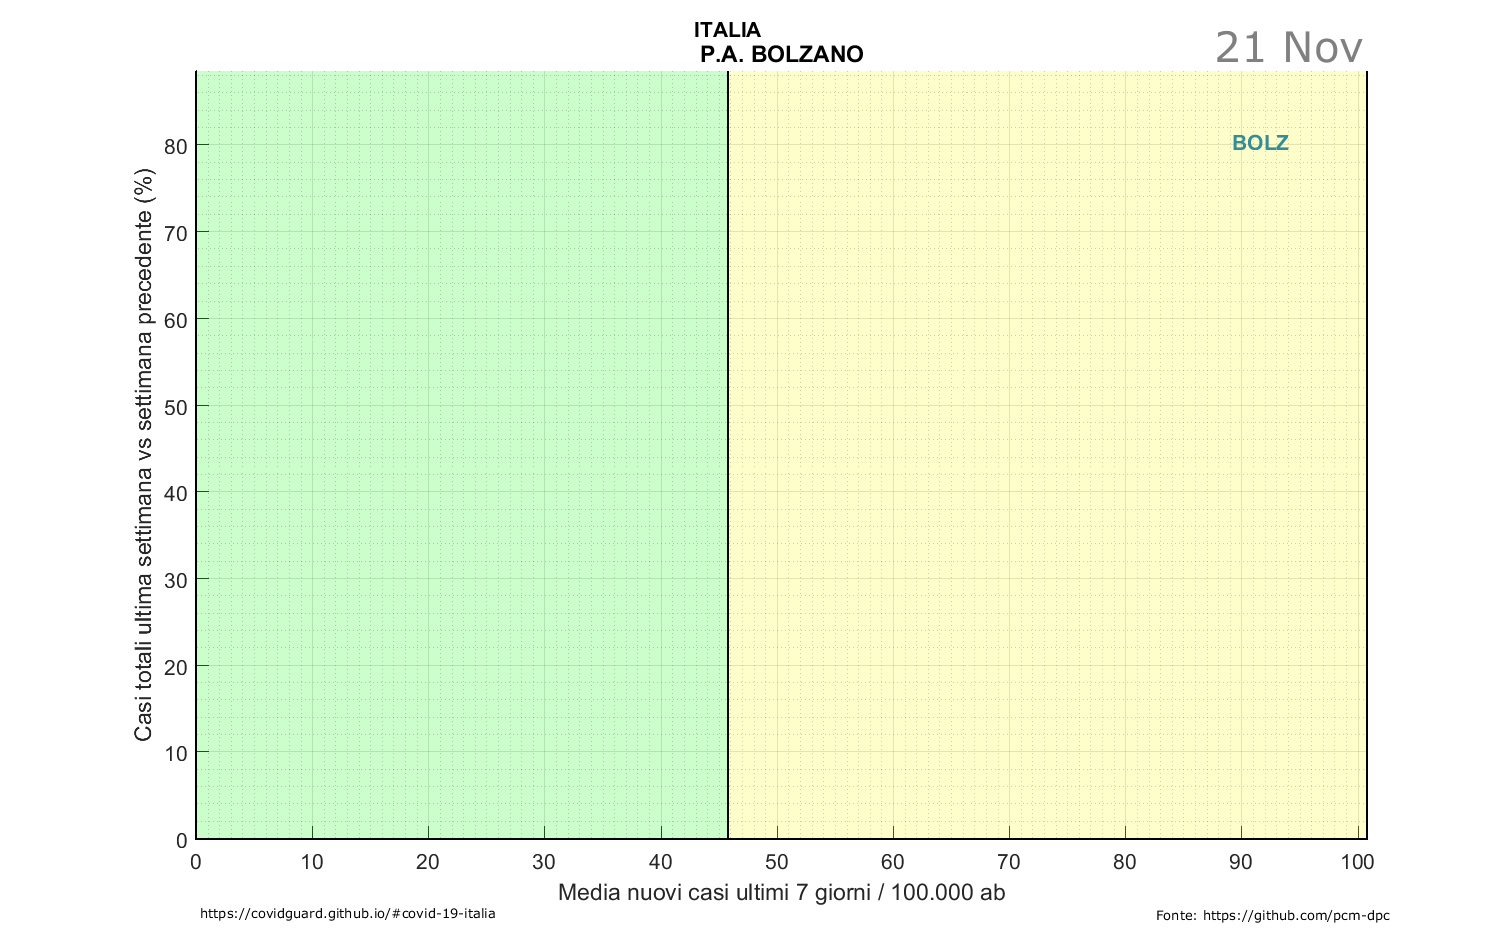 ITALIA
P.A. BOLZANO
21 Nov
BOLZ
Casi totali ultima settimana vs settimana precedente (%)
80
70
60
50
40
30
20
10
0
0 10 20 30 40 50 60 70 80 90 100
Media nuovi casi ultimi 7 giorni / 100.000 ab
https://covidguard.github.io/#covid-19-italia
Fonte: https://github.com/pcm-dpc